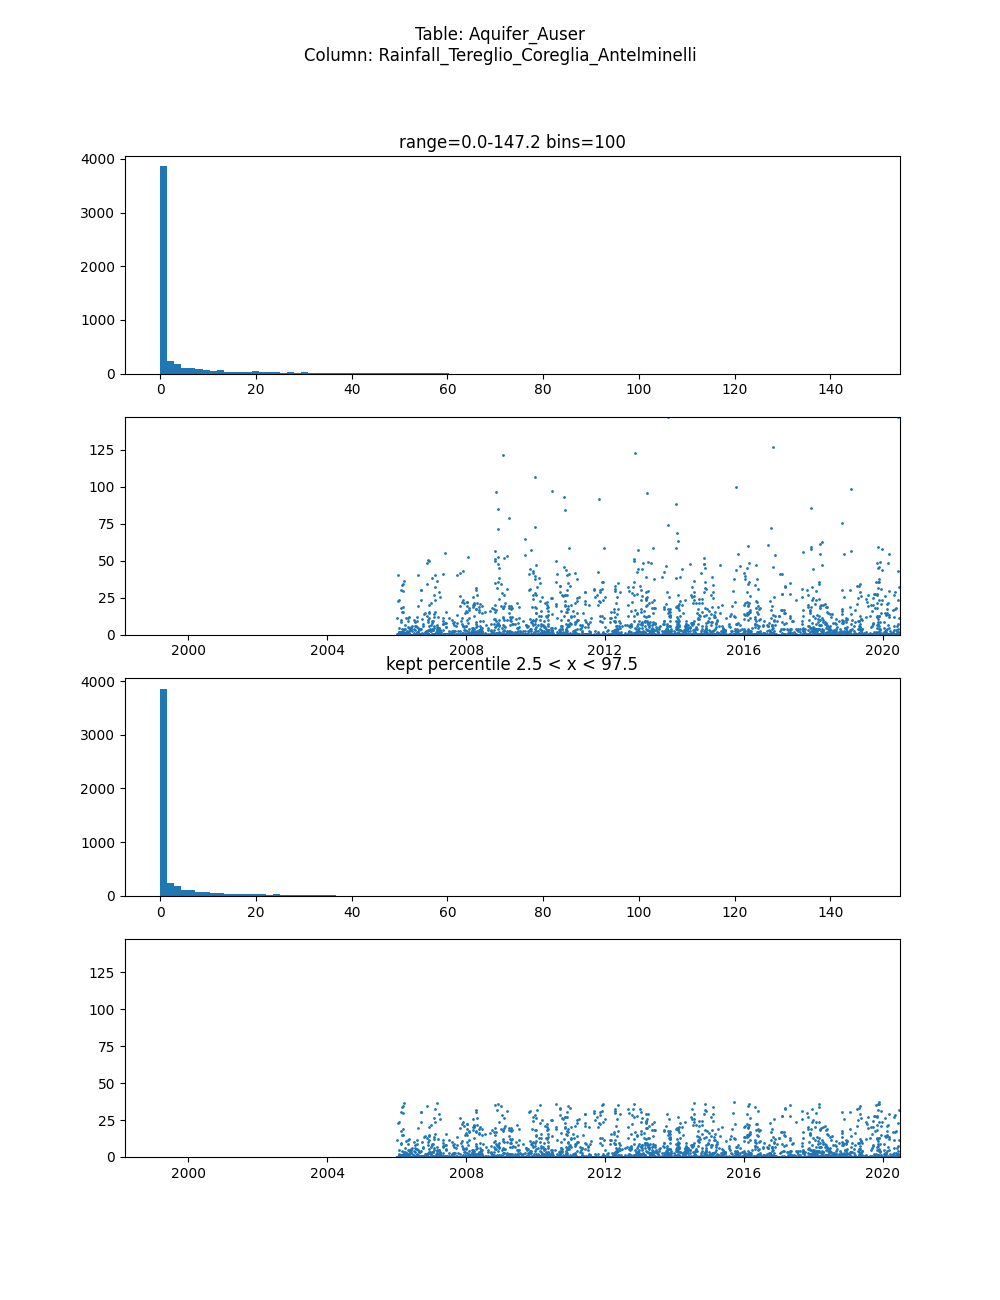 Table: Aquifer_Auser
Column: Rainfall_Tereglio_Coreglia_Antelminelli
range=0.0-147.2 bins=100
4000
3000
2000
1000
0
0 20 40 60 80 100 120 140
125
100
75
50
25
0
2000 2004 2008 2012 2016 2020
kept percentile 2.5 < x < 97.5
4000
3000
2000
1000
0
0 20 40 60 80 100 120 140
125
100
75
50
25
0
2000 2004 2008 2012 2016 2020